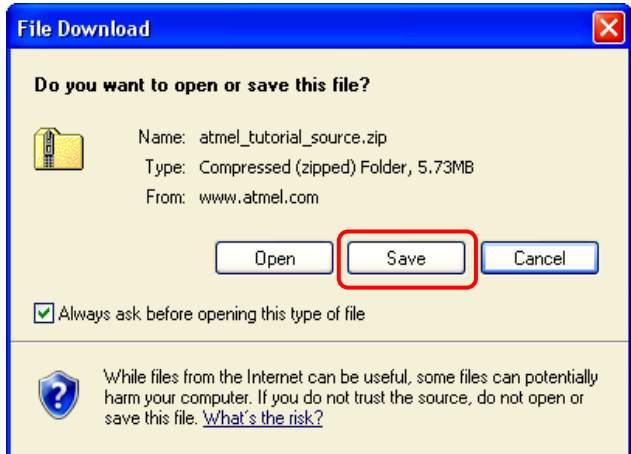 File Download
Do you want to open or save this file?
Name: atmel_tutorial_source.zip
Type: Compressed (zipped) Folder, 5.73MB
From: www.atmel.com
Open Save Cancel
Always ask before opening this type of file
While files from the Internet can be useful, some files can potentially
harm your computer. If you do not trust the source, do not open or
save this file. What's the risk?